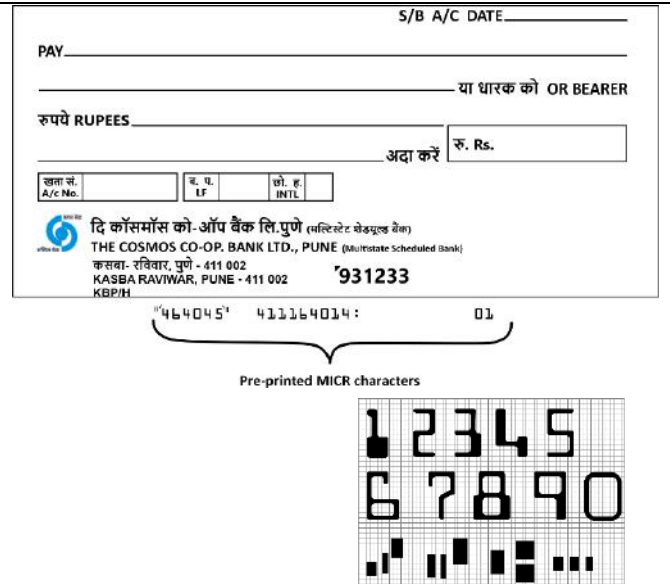 S/B A/C DATE
PAY
या धारक को OR BEARER
रुपये RUPEES
अदा करें
रु. Rs.
खता सं.
A/c No.
ब. प.
LF
छो. ह.
INTL
दि कॉसमॉस को-ऑप बैंक लि.पुणे (मल्टिस्टेट शेडयूल्ड बैंक)
THE COSMOS CO-OP. BANK LTD., PUNE (Multistate Scheduled Bank)
कसबा- रविवार, पुणे - 411 002
KASBA RAVIWAR, PUNE - 411 002
KBP/H
931233
"464045" 411164014: 01
Pre-printed MICR characters
1 2 3 4 5
6 7 8 9 0